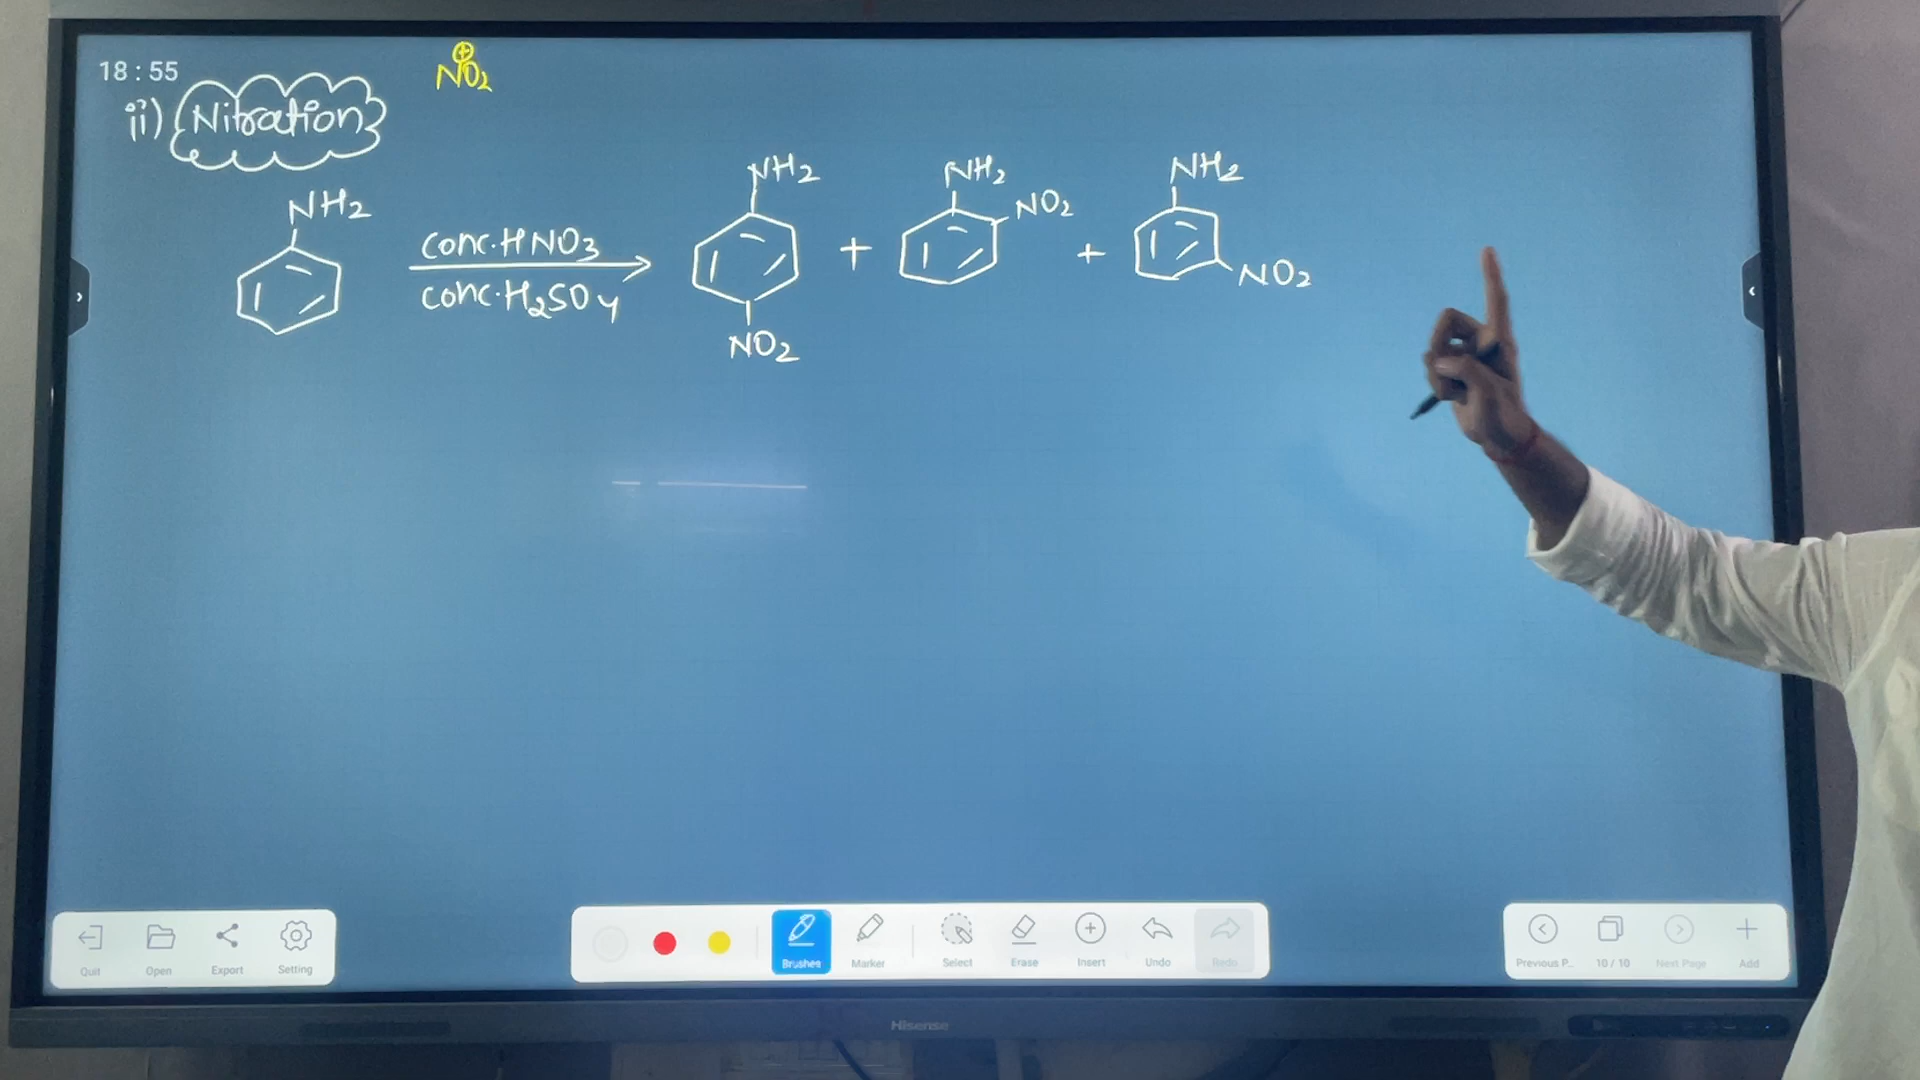 18 : 55
NO2
⊕
ii) Nitration
NH2
conc. HNO3
conc. H2SO4
NH2
NO2
+
NH2
NO2
+
NH2
NO2
Quit
Open
Export
Setting
Brushes
Marker
Select
Erase
Insert
Undo
Redo
Previous P...
10 / 10
Next Page
Add
Hisense